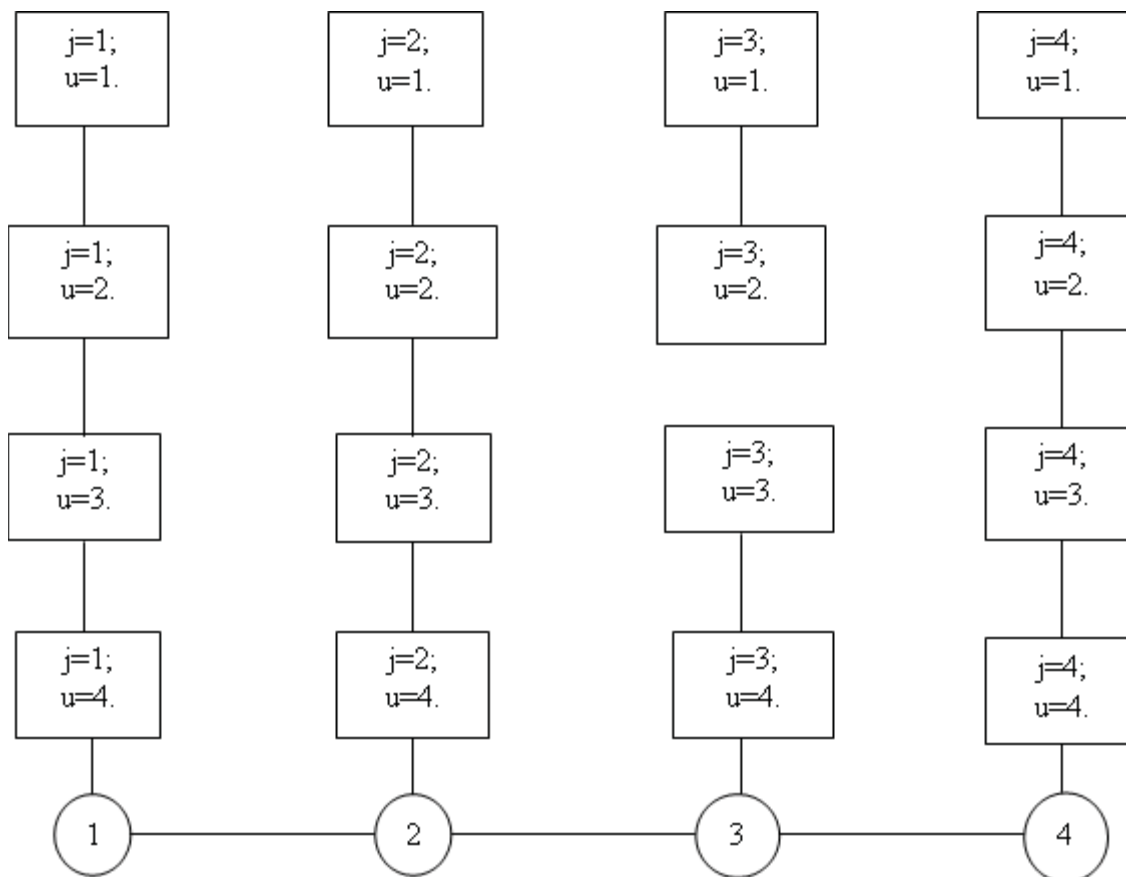 j=1;
u=1.
j=2;
u=1.
j=3;
u=1.
j=4;
u=1.
j=1;
u=2.
j=2;
u=2.
j=3;
u=2.
j=4;
u=2.
j=1;
u=3.
j=2;
u=3.
j=3;
u=3.
j=4;
u=3.
j=1;
u=4.
j=2;
u=4.
j=3;
u=4.
j=4;
u=4.
1
2
3
4